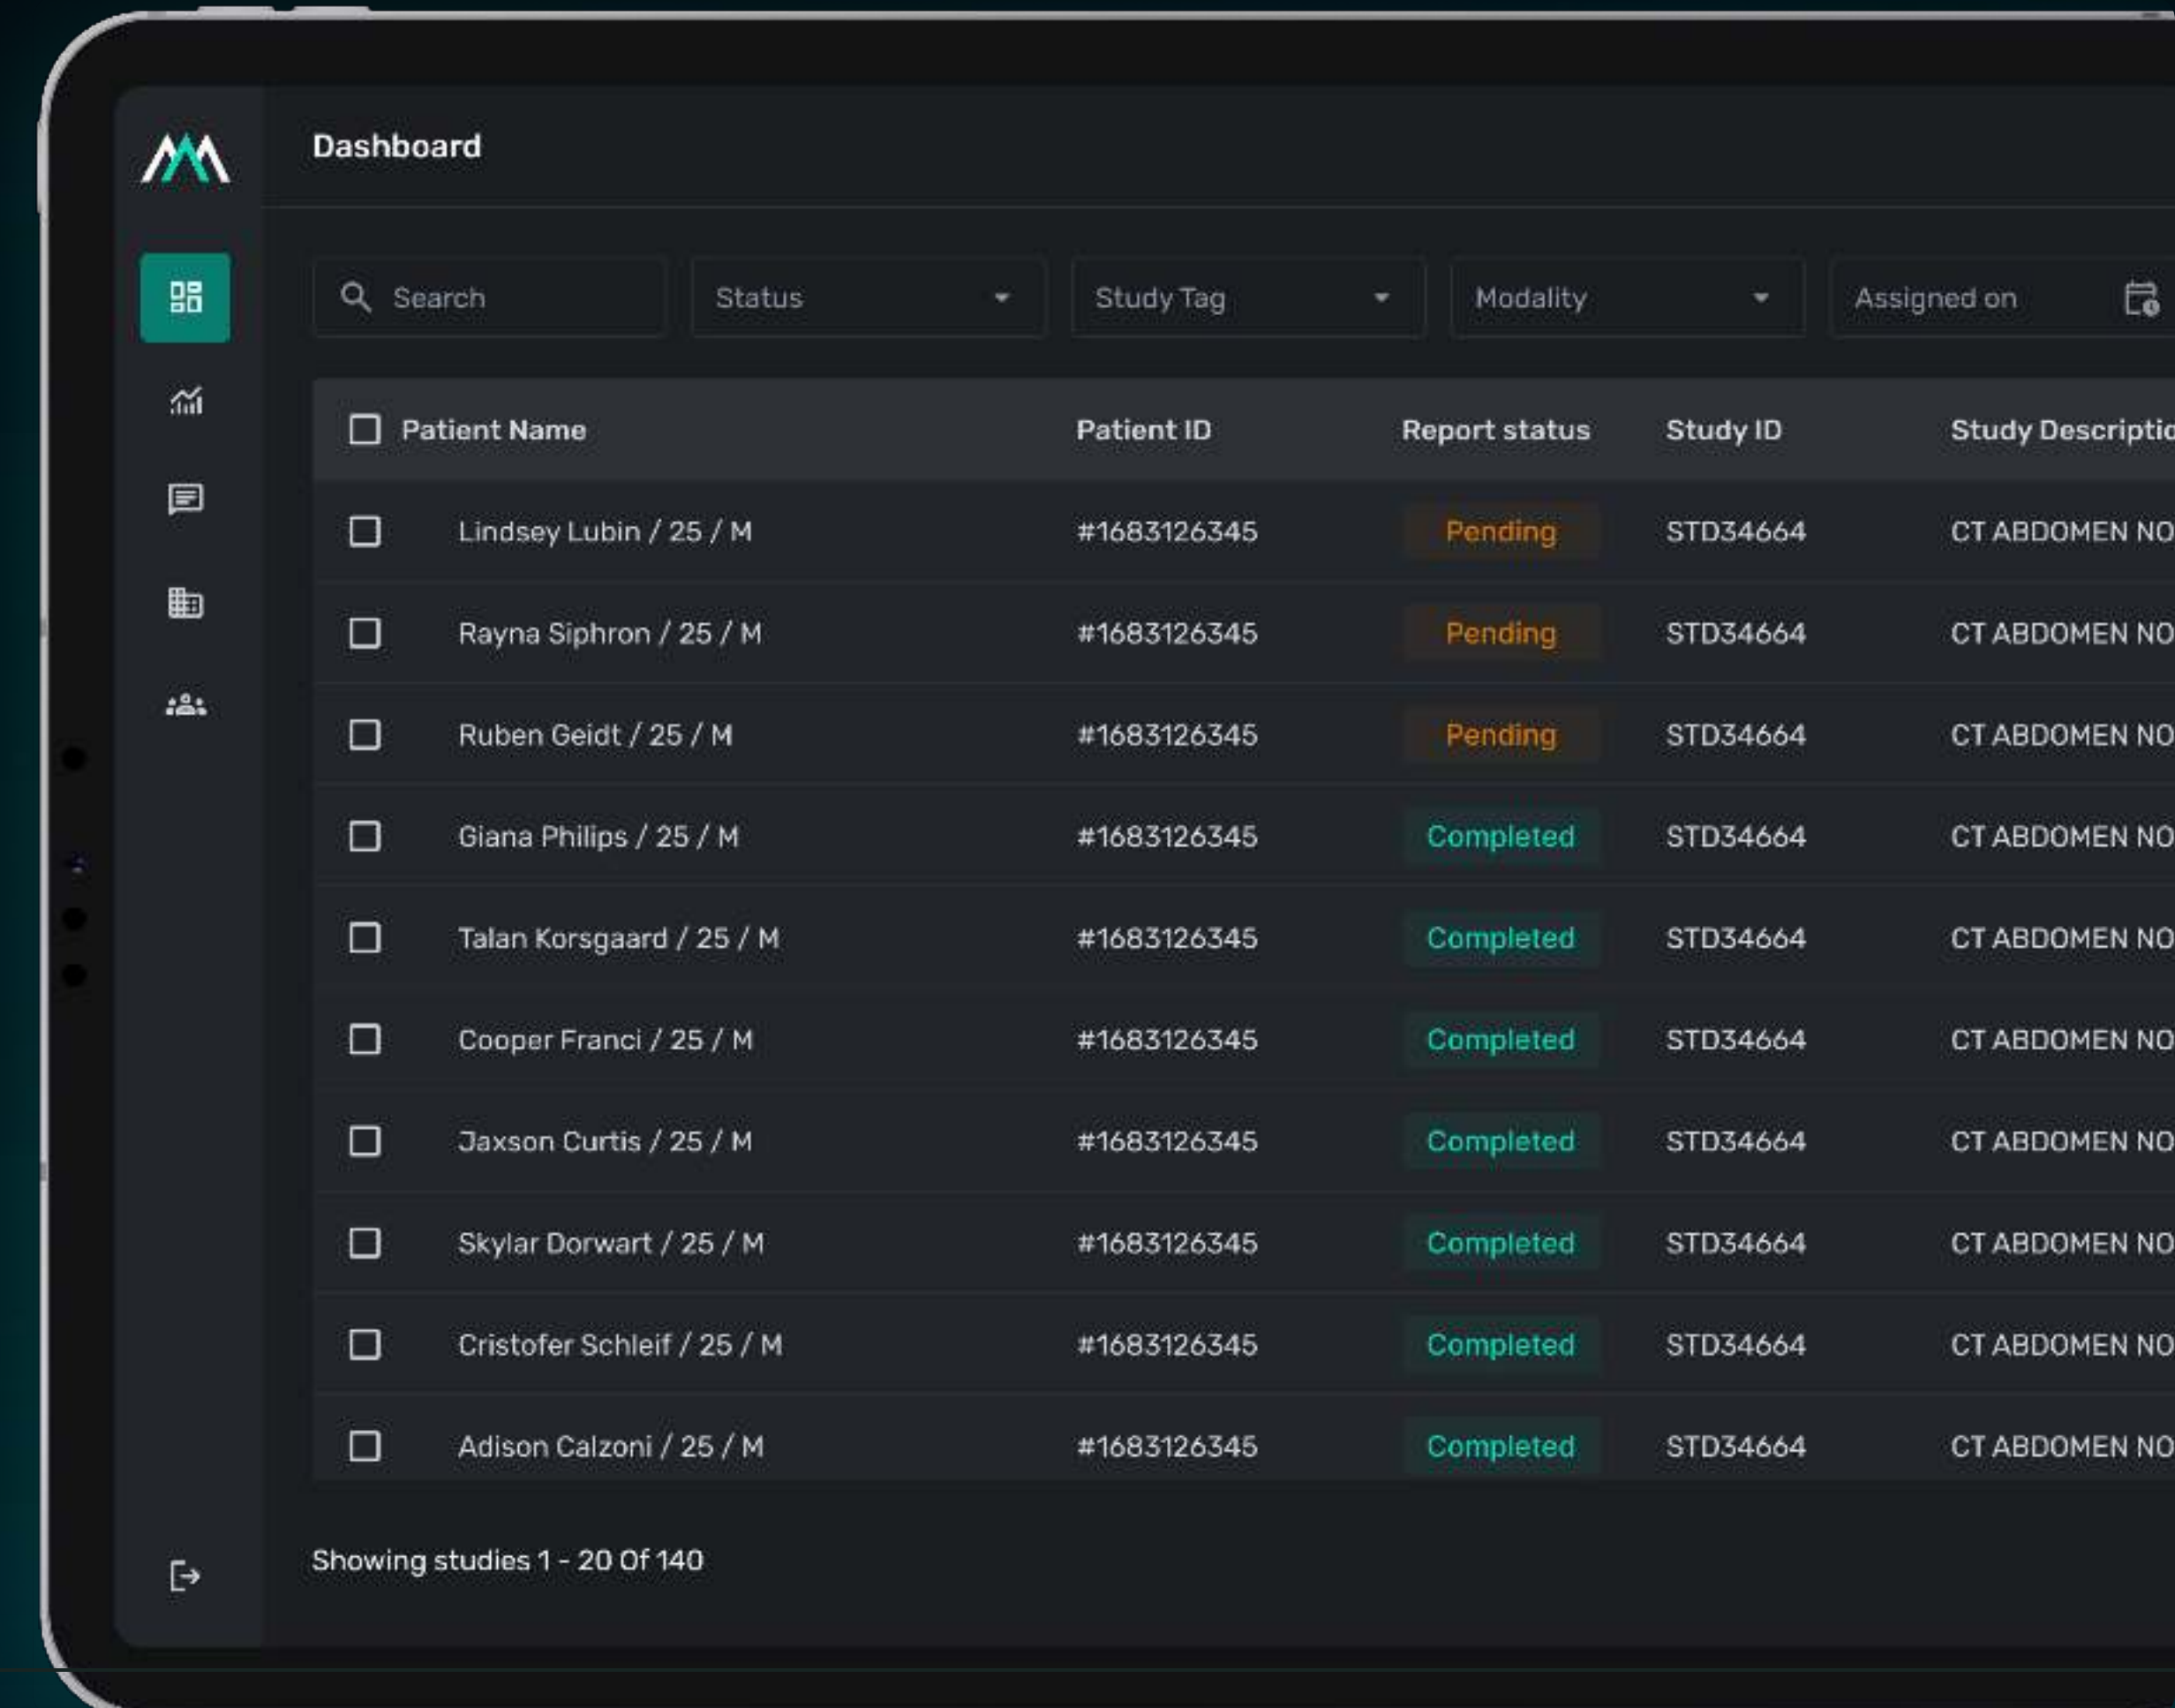 Dashboard
Search Status Study Tag Modality Assigned on
Patient Name Patient ID Report status Study ID Study Descriptio
Lindsey Lubin / 25 / M #1683126345 Pending STD34664 CT ABDOMEN NO
Rayna Siphron / 25 / M #1683126345 Pending STD34664 CT ABDOMEN NO
Ruben Geidt / 25 / M #1683126345 Pending STD34664 CT ABDOMEN NO
Giana Philips / 25 / M #1683126345 Completed STD34664 CT ABDOMEN NO
Talan Korsgaard / 25 / M #1683126345 Completed STD34664 CT ABDOMEN NO
Cooper Franci / 25 / M #1683126345 Completed STD34664 CT ABDOMEN NO
Jaxson Curtis / 25 / M #1683126345 Completed STD34664 CT ABDOMEN NO
Skylar Dorwart / 25 / M #1683126345 Completed STD34664 CT ABDOMEN NO
Cristofer Schleif / 25 / M #1683126345 Completed STD34664 CT ABDOMEN NO
Adison Calzoni / 25 / M #1683126345 Completed STD34664 CT ABDOMEN NO
Showing studies 1 - 20 Of 140